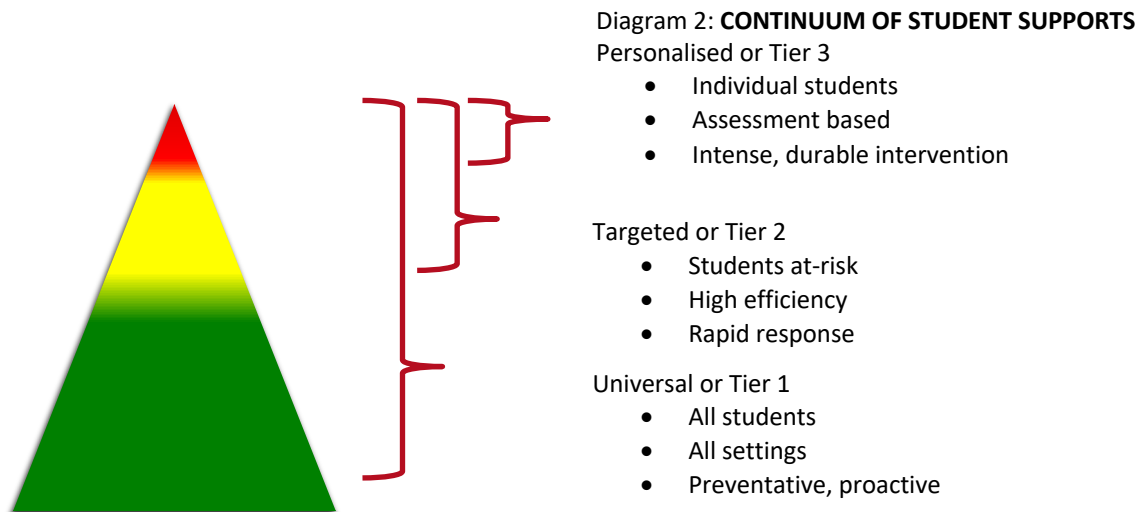 Diagram 2: CONTINUUM OF STUDENT SUPPORTS
Personalised or Tier 3
• Individual students
• Assessment based
• Intense, durable intervention
Targeted or Tier 2
• Students at-risk
• High efficiency
• Rapid response
Universal or Tier 1
• All students
• All settings
• Preventative, proactive